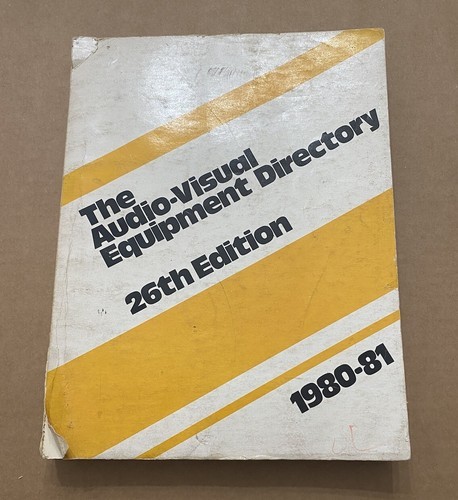 The
Audio-Visual
Equipment Directory
26th Edition
1980-81